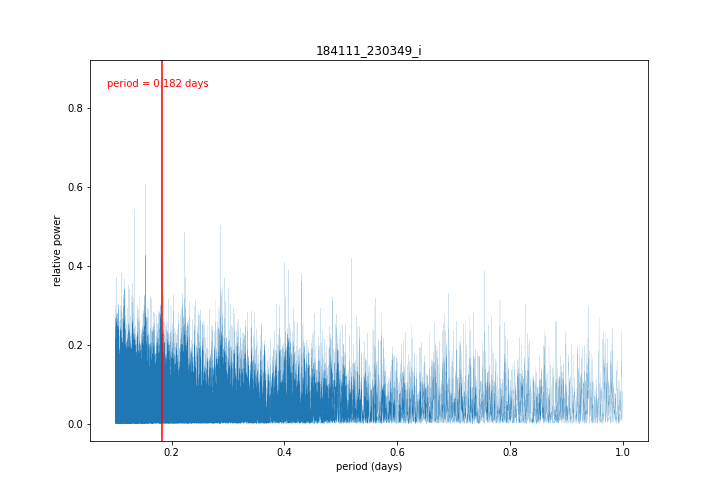 184111_230349_i
period = 0.182 days
relative power
0.8
0.6
0.4
0.2
0.0
0.2 0.4 0.6 0.8 1.0
period (days)